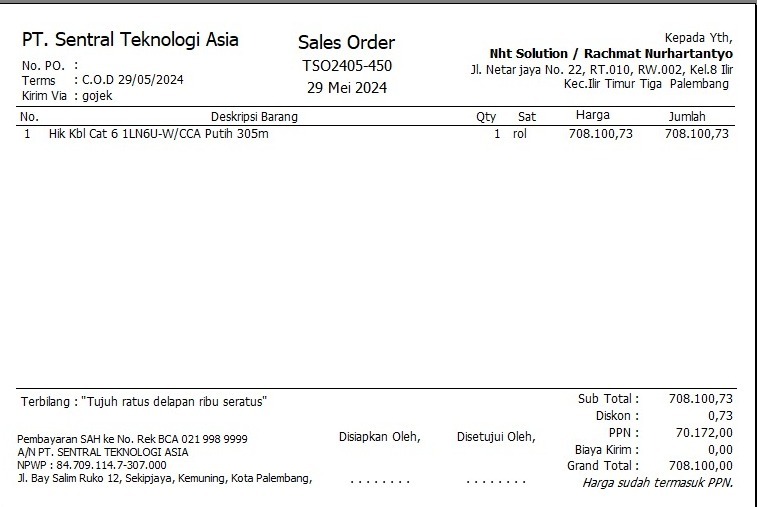 PT. Sentral Teknologi Asia
No. PO. :
Terms : C.O.D 29/05/2024
Kirim Via : gojek
Sales Order
TSO2405-450
29 Mei 2024
Kepada Yth,
Nht Solution / Rachmat Nurhartantyo
Jl. Netar jaya No. 22, RT.010, RW.002, Kel.8 Ilir
Kec.Ilir Timur Tiga Palembang
No. Deskripsi Barang Qty Sat Harga Jumlah
1 Hik Kbl Cat 6 1LN6U-W/CCA Putih 305m 1 rol 708.100,73 708.100,73
Terbilang : "Tujuh ratus delapan ribu seratus"
Pembayaran SAH ke No. Rek BCA 021 998 9999
A/N PT. SENTRAL TEKNOLOGI ASIA
NPWP : 84.709.114.7-307.000
Jl. Bay Salim Ruko 12, Sekipjaya, Kemuning, Kota Palembang,
Disiapkan Oleh, Disetujui Oleh,
. . . . . . . . . . . . . . . .
Sub Total : 708.100,73
Diskon : 0,73
PPN : 70.172,00
Biaya Kirim : 0,00
Grand Total : 708.100,00
Harga sudah termasuk PPN.